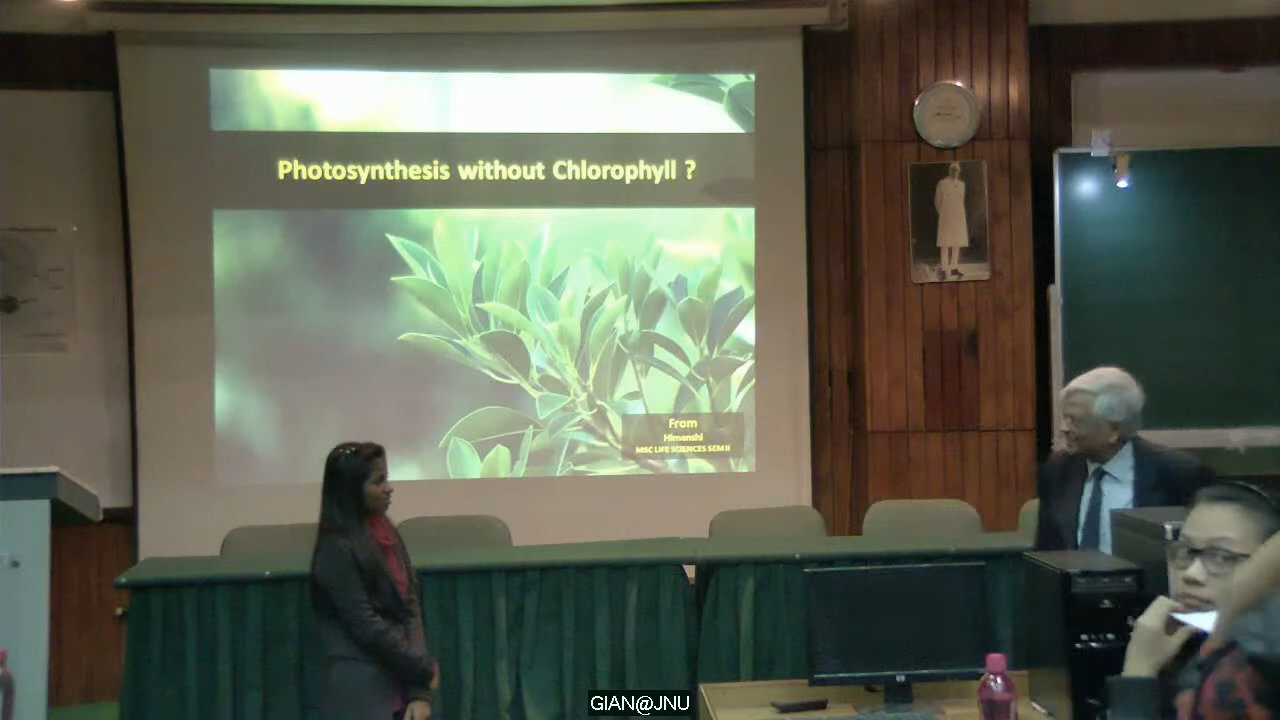 Photosynthesis without Chlorophyll ?
From
Himanshi
MSC LIFE SCIENCES SEM II
GIAN@JNU